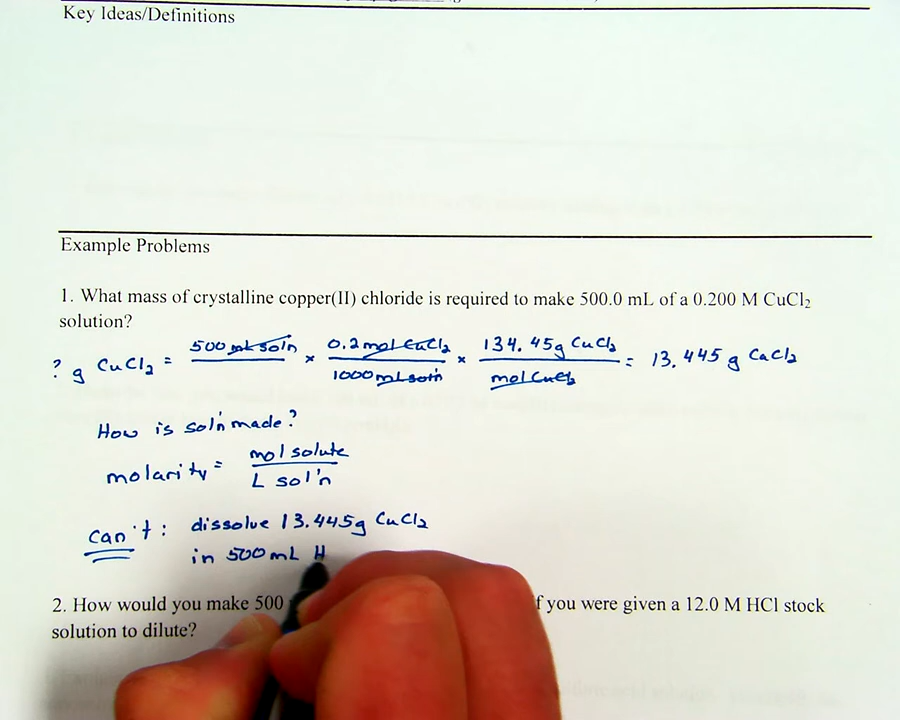 Key Ideas/Definitions
Example Problems
1. What mass of crystalline copper(II) chloride is required to make 500.0 mL of a 0.200 M CuCl₂
solution?
? g CuCl₂ = 500 mL soln × 0.2 mol CuCl₂ / 1000 mL soln × 134.45g CuCl₂ / mol CuCl₂ = 13.445 g CaCl₂
How is sol'n made?
molarity = mol solute / L sol'n
can't: dissolve 13.445g CuCl₂
in 500 mL H
2. How would you make 500 f you were given a 12.0 M HCl stock
solution to dilute?